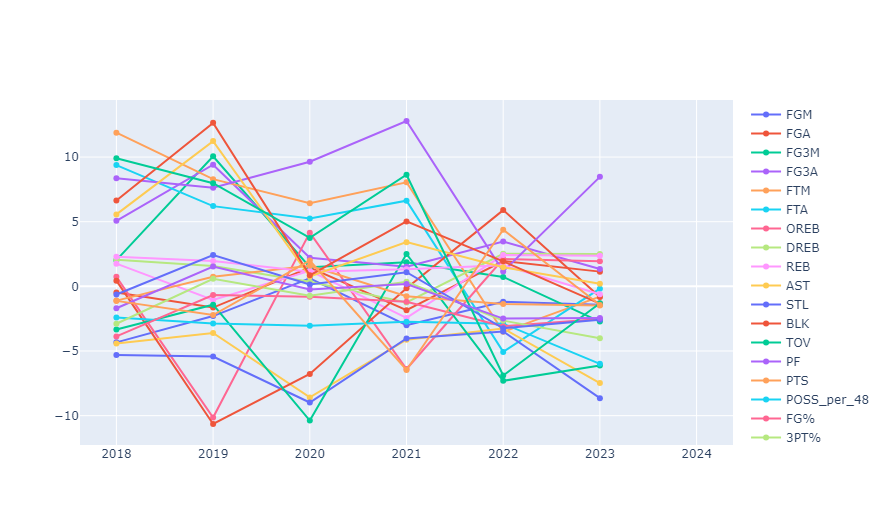 10
5
0
−5
−10
2018 2019 2020 2021 2022 2023 2024
FGM
FGA
FG3M
FG3A
FTM
FTA
OREB
DREB
REB
AST
STL
BLK
TOV
PF
PTS
POSS_per_48
FG%
3PT%